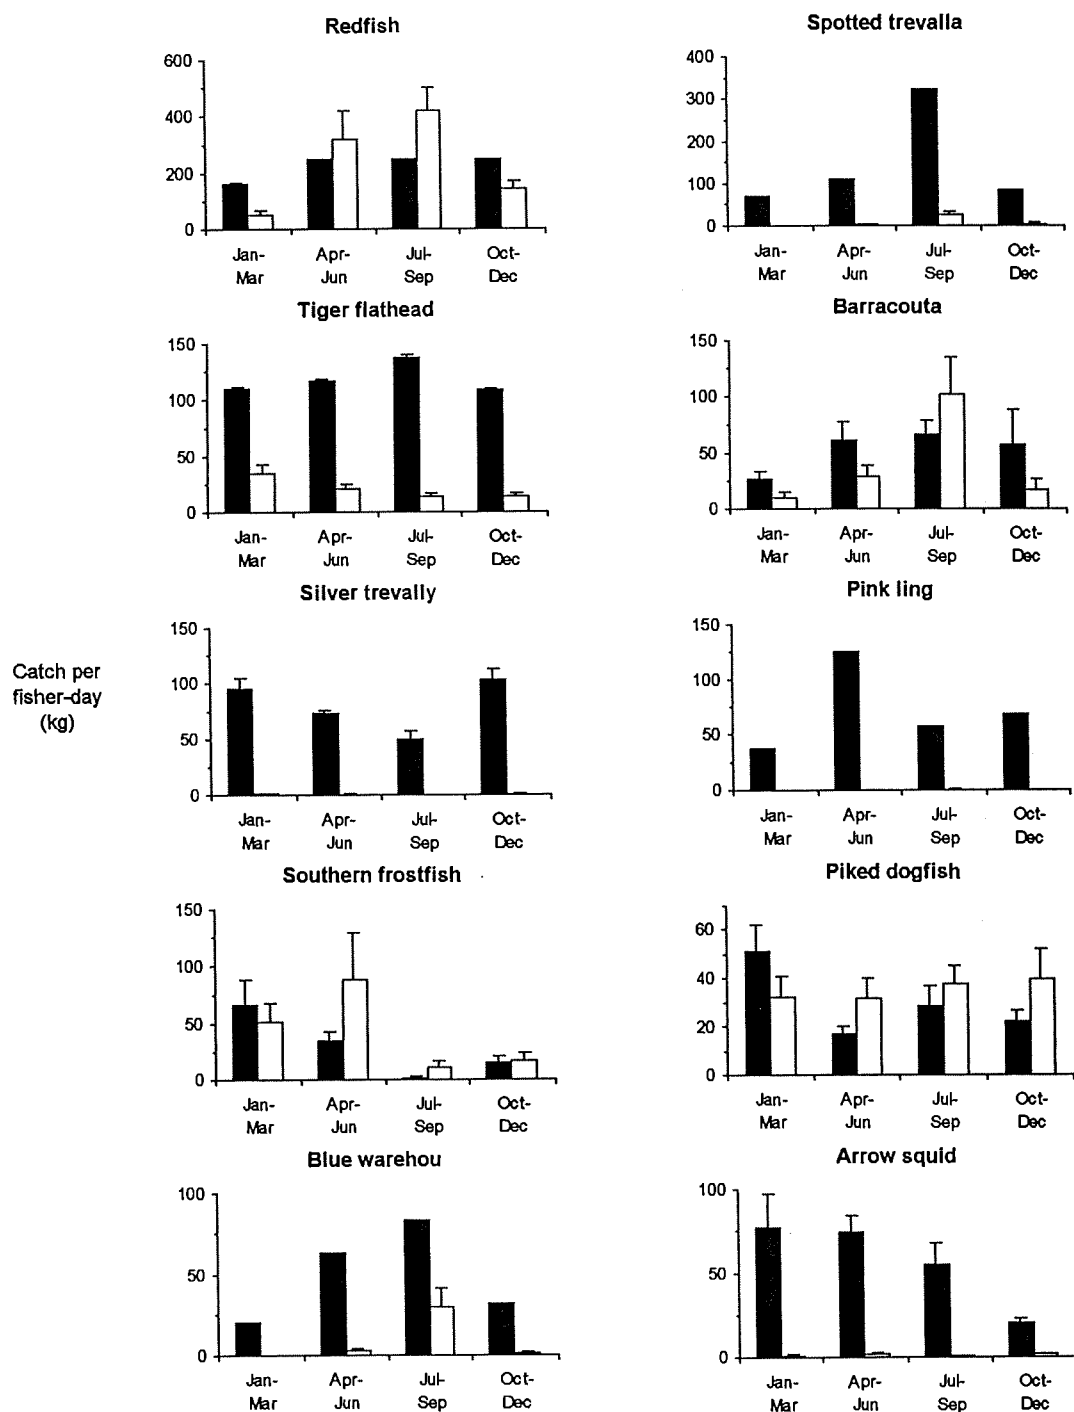 Redfish
600
400
200
0
Jan- Apr- Jul- Oct-
Mar Jun Sep Dec
Spotted trevalla
400
300
200
100
0
Jan- Apr- Jul- Oct-
Mar Jun Sep Dec
Tiger flathead
150
100
50
0
Jan- Apr- Jul- Oct-
Mar Jun Sep Dec
Barracouta
150
100
50
0
Jan- Apr- Jul- Oct-
Mar Jun Sep Dec
Catch per
fisher-day
(kg)
Silver trevally
150
100
50
0
Jan- Apr- Jul- Oct-
Mar Jun Sep Dec
Pink ling
150
100
50
0
Jan- Apr- Jul- Oct-
Mar Jun Sep Dec
Southern frostfish
150
100
50
0
Jan- Apr- Jul- Oct-
Mar Jun Sep Dec
Piked dogfish
60
40
20
0
Jan- Apr- Jul- Oct-
Mar Jun Sep Dec
Blue warehou
100
50
0
Jan- Apr- Jul- Oct-
Mar Jun Sep Dec
Arrow squid
100
50
0
Jan- Apr- Jul- Oct-
Mar Jun Sep Dec